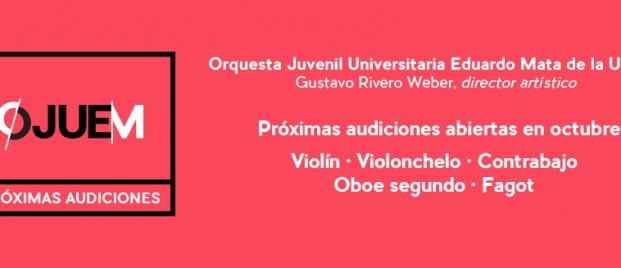 OJUEM
ÓXIMAS AUDICIONES
Orquesta Juvenil Universitaria Eduardo Mata de la U
Gustavo Rivero Weber, director artístico
Próximas audiciones abiertas en octubre
Violín · Violonchelo · Contrabajo
Oboe segundo · Fagot